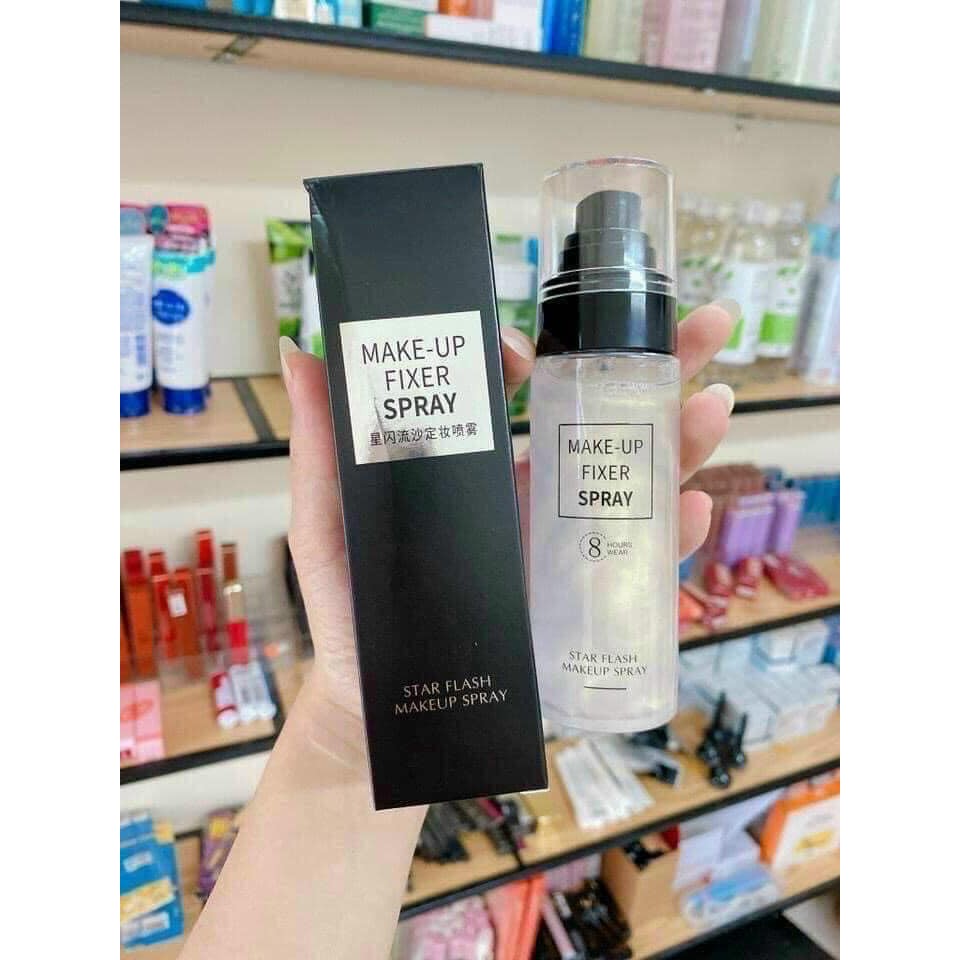 MAKE-UP
FIXER
SPRAY
星闪流沙定妆喷雾
STAR FLASH
MAKEUP SPRAY
MAKE-UP
FIXER
SPRAY
8 HOURS
WEAR
STAR FLASH
MAKEUP SPRAY